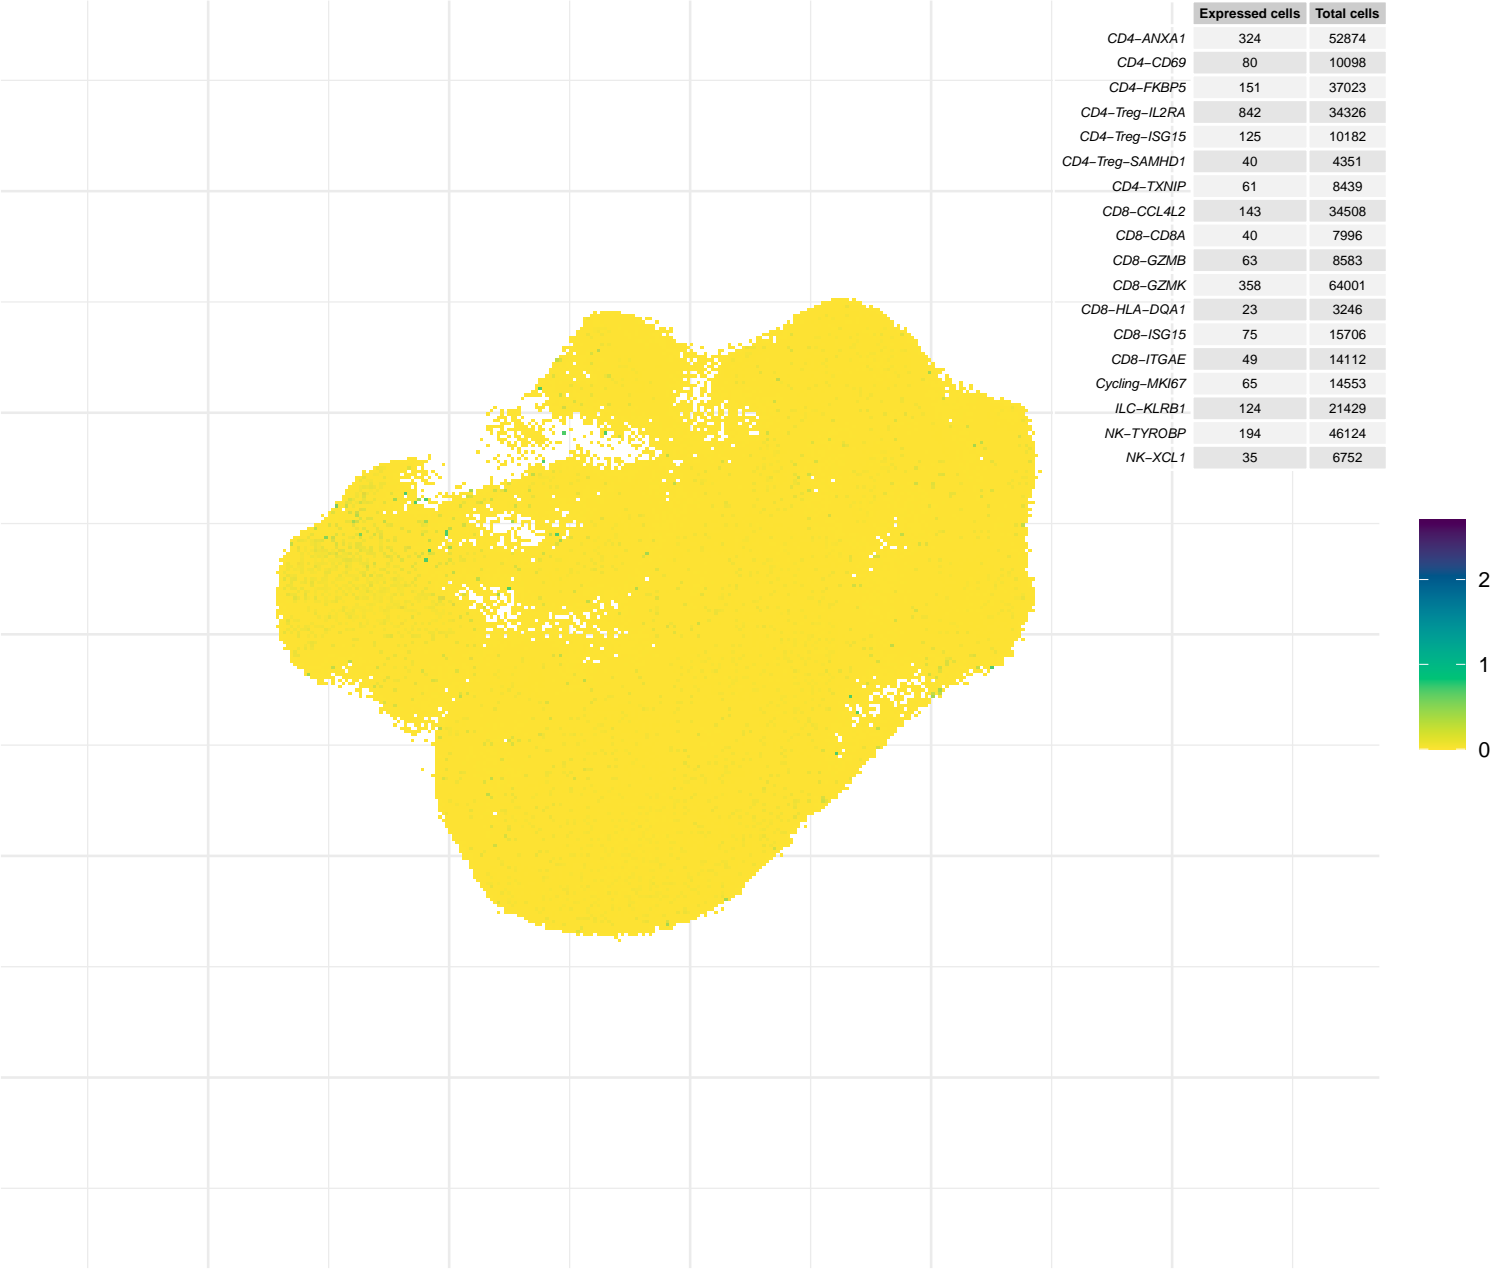 Expressed cells Total cells
CD4−ANXA1 324 52874
CD4−CD69 80 10098
CD4−FKBP5 151 37023
CD4−Treg−IL2RA 842 34326
CD4−Treg−ISG15 125 10182
CD4−Treg−SAMHD1 40 4351
CD4−TXNIP 61 8439
CD8−CCL4L2 143 34508
CD8−CD8A 40 7996
CD8−GZMB 63 8583
CD8−GZMK 358 64001
CD8−HLA−DQA1 23 3246
CD8−ISG15 75 15706
CD8−ITGAE 49 14112
Cycling−MKI67 65 14553
ILC−KLRB1 124 21429
NK−TYROBP 194 46124
NK−XCL1 35 6752
2
1
0